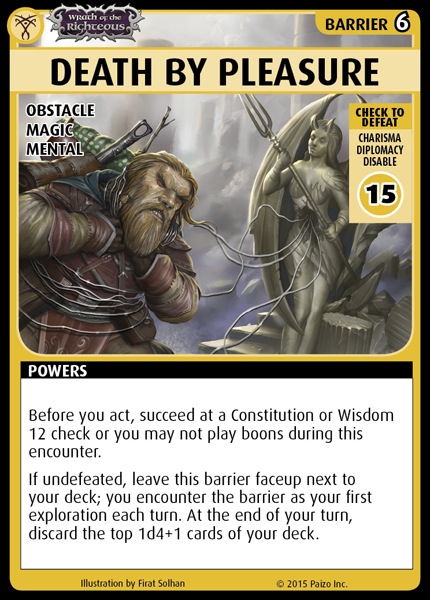 Wrath of the
Righteous
BARRIER 6
DEATH BY PLEASURE
OBSTACLE
MAGIC
MENTAL
CHECK TO
DEFEAT
CHARISMA
DIPLOMACY
DISABLE
15
POWERS
Before you act, succeed at a Constitution or Wisdom
12 check or you may not play boons during this
encounter.
If undefeated, leave this barrier faceup next to
your deck; you encounter the barrier as your first
exploration each turn. At the end of your turn,
discard the top 1d4+1 cards of your deck.
Illustration by Firat Solhan
© 2015 Paizo Inc.